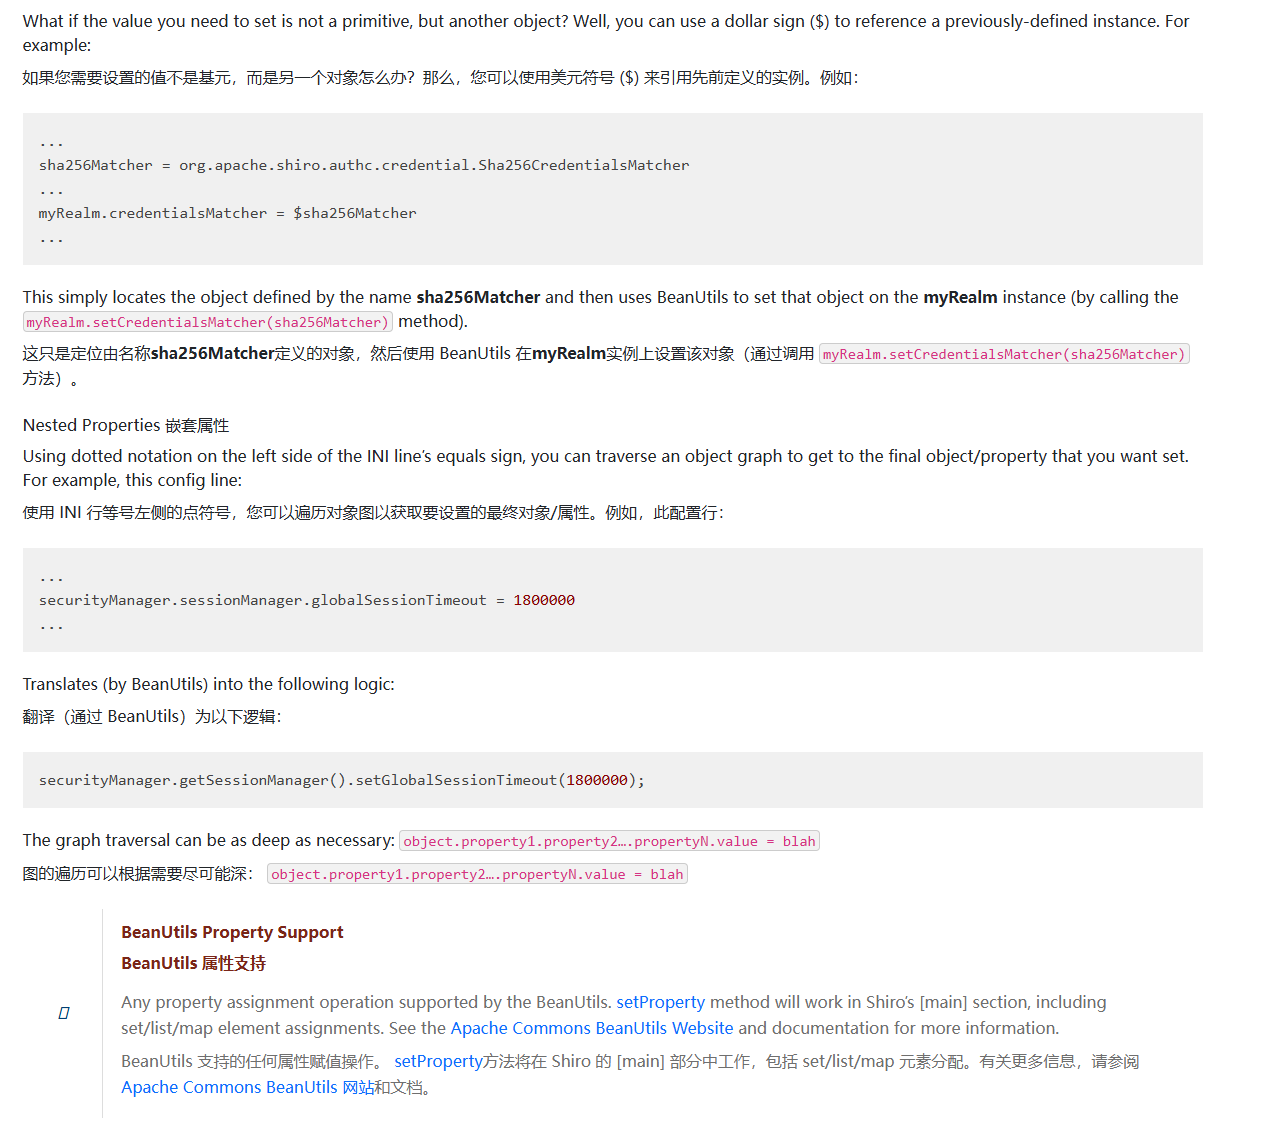 What if the value you need to set is not a primitive, but another object? Well, you can use a dollar sign ($) to reference a previously-defined instance. For
example:
如果您需要设置的值不是基元，而是另一个对象怎么办？那么，您可以使用美元符号 ($) 来引用先前定义的实例。例如：
...
sha256Matcher = org.apache.shiro.authc.credential.Sha256CredentialsMatcher
...
myRealm.credentialsMatcher = $sha256Matcher
...
This simply locates the object defined by the name sha256Matcher and then uses BeanUtils to set that object on the myRealm instance (by calling the
myRealm.setCredentialsMatcher(sha256Matcher) method).
这只是定位由名称sha256Matcher定义的对象，然后使用 BeanUtils 在myRealm实例上设置该对象（通过调用 myRealm.setCredentialsMatcher(sha256Matcher)
方法）。
Nested Properties 嵌套属性
Using dotted notation on the left side of the INI line’s equals sign, you can traverse an object graph to get to the final object/property that you want set.
For example, this config line:
使用 INI 行等号左侧的点符号，您可以遍历对象图以获取要设置的最终对象/属性。例如，此配置行：
...
securityManager.sessionManager.globalSessionTimeout = 1800000
...
Translates (by BeanUtils) into the following logic:
翻译（通过 BeanUtils）为以下逻辑：
securityManager.getSessionManager().setGlobalSessionTimeout(1800000);
The graph traversal can be as deep as necessary: object.property1.property2….propertyN.value = blah
图的遍历可以根据需要尽可能深： object.property1.property2….propertyN.value = blah
BeanUtils Property Support
BeanUtils 属性支持
Any property assignment operation supported by the BeanUtils. setProperty method will work in Shiro’s [main] section, including
set/list/map element assignments. See the Apache Commons BeanUtils Website and documentation for more information.
BeanUtils 支持的任何属性赋值操作。 setProperty方法将在 Shiro 的 [main] 部分中工作，包括 set/list/map 元素分配。有关更多信息，请参阅
Apache Commons BeanUtils 网站和文档。